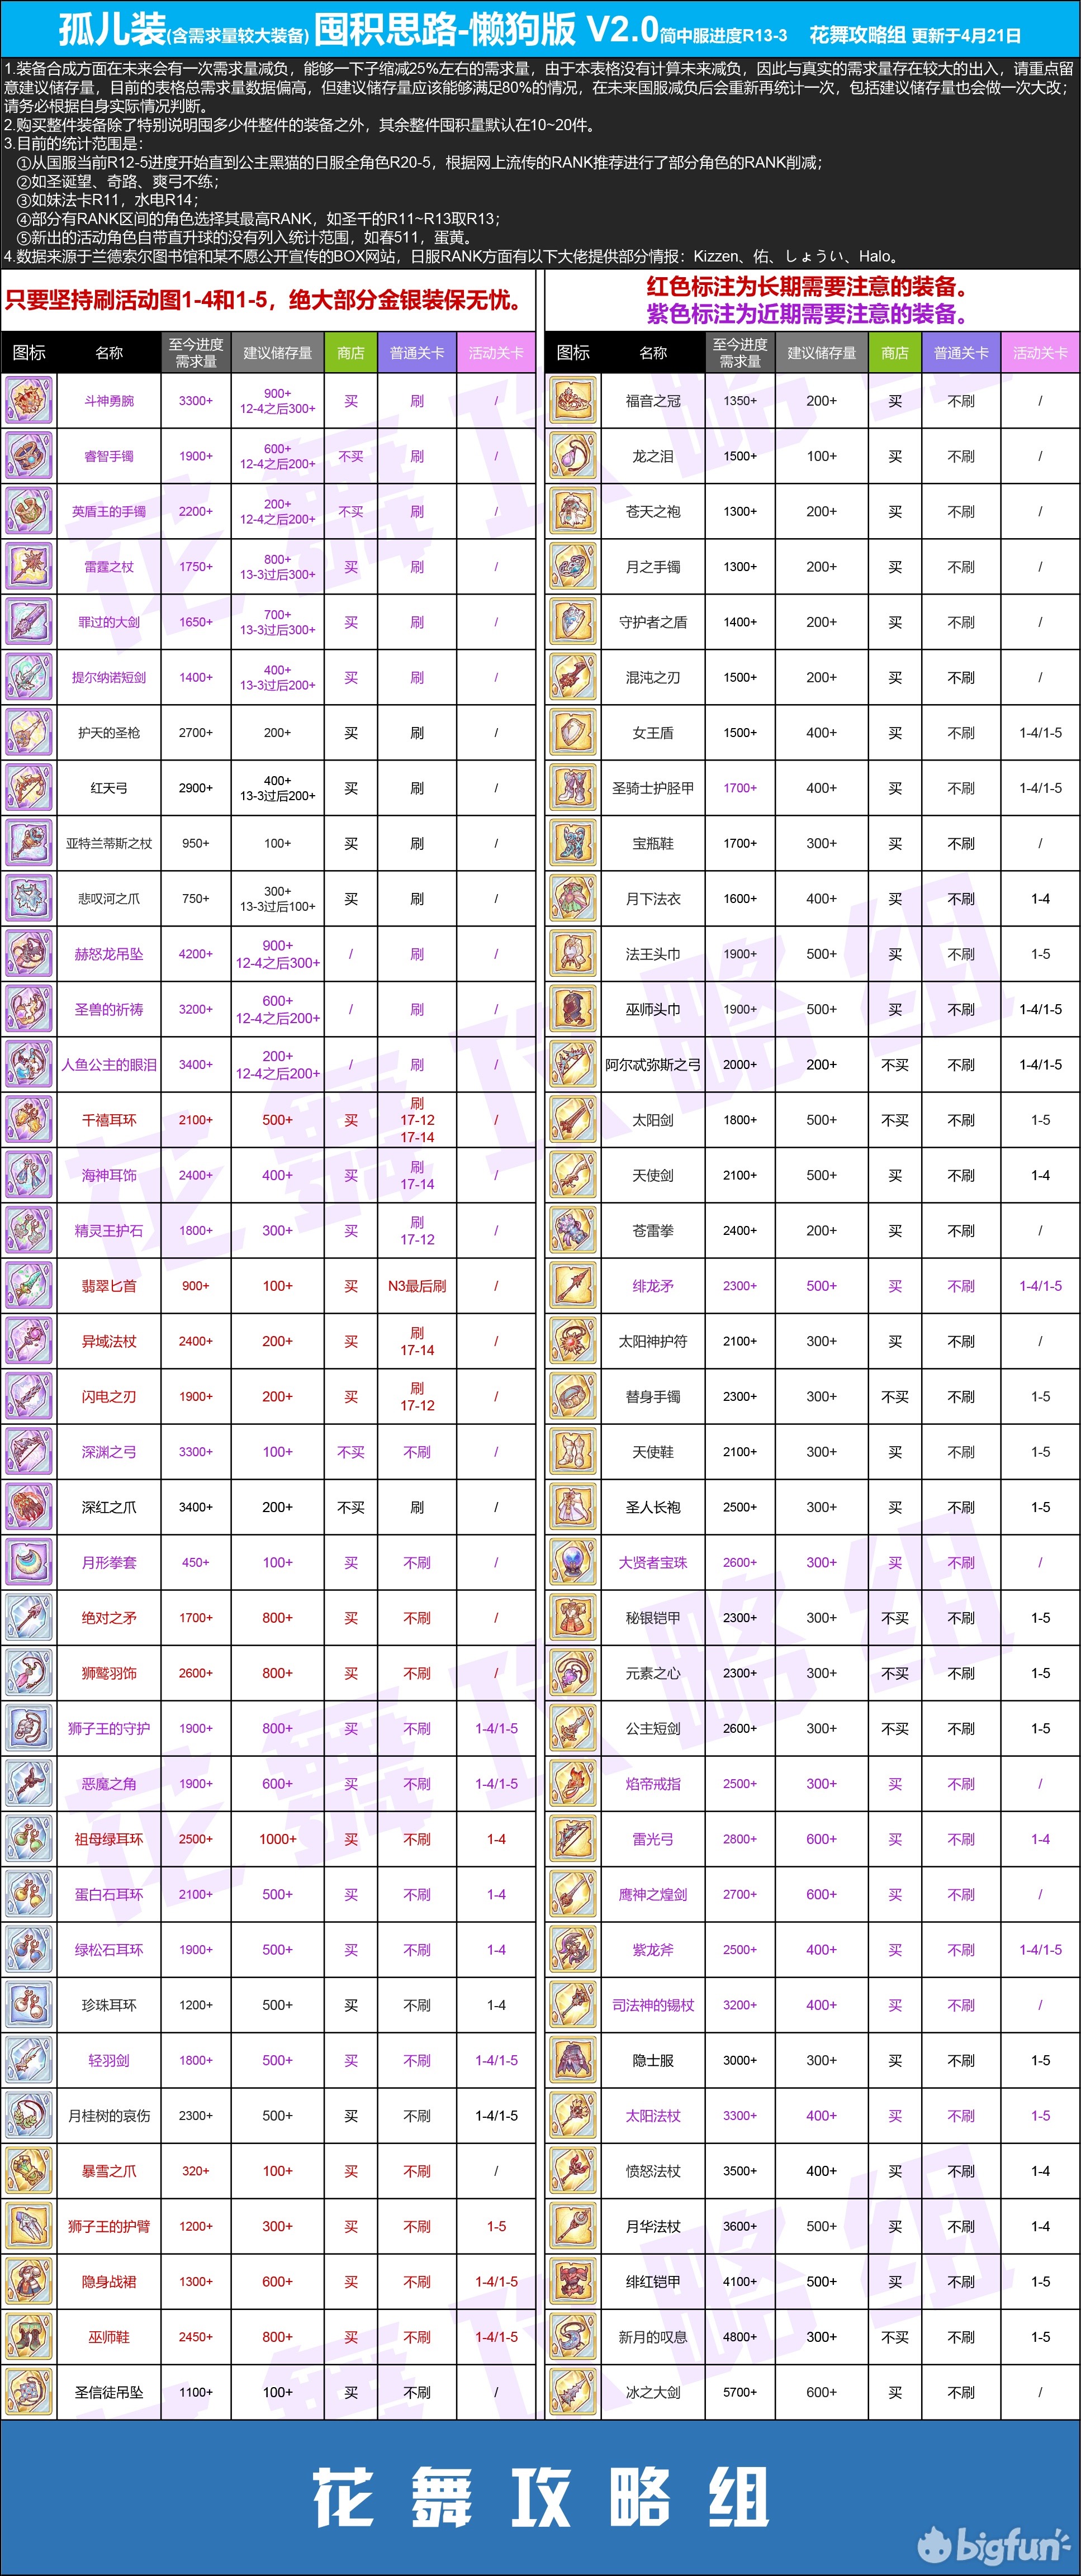 孤儿装(含需求量较大装备) 囤积思路-懒狗版 V2.0简中服进度R13-3 花舞攻略组 更新于4月21日
1.装备合成方面在未来会有一次需求量减负，能够一下子缩减25%左右的需求量，由于本表格没有计算未来减负，因此与真实的需求量存在较大的出入，请重点留
意建议储存量，目前的表格总需求量数据偏高，但建议储存量应该能够满足80%的情况，在未来国服减负后会重新再统计一次，包括建议储存量也会做一次大改；
请务必根据自身实际情况判断。
2.购买整件装备除了特别说明囤多少件整件的装备之外，其余整件囤积量默认在10~20件。
3.目前的统计范围是：
①从国服当前R12-5进度开始直到公主黑猫的日服全角色R20-5，根据网上流传的RANK推荐进行了部分角色的RANK削减；
②如圣诞望、奇路、爽弓不练；
③如妹法卡R11，水电R14；
④部分有RANK区间的角色选择其最高RANK，如圣千的R11~R13取R13；
⑤新出的活动角色自带直升球的没有列入统计范围，如春511，蛋黄。
4.数据来源于兰德索尔图书馆和某不愿公开宣传的BOX网站，日服RANK方面有以下大佬提供部分情报：Kizzen、佑、しょうい、Halo。
只要坚持刷活动图1-4和1-5，绝大部分金银装保无忧。
红色标注为长期需要注意的装备。
紫色标注为近期需要注意的装备。
图标 名称 至今进度需求量 建议储存量 商店 普通关卡 活动关卡
斗神勇腕 3300+ 900+ 12-4之后300+ 买 刷 /
睿智手镯 1900+ 600+ 12-4之后200+ 不买 刷 /
英盾王的手镯 2200+ 200+ 12-4之后200+ 不买 刷 /
雷霆之杖 1750+ 800+ 13-3过后300+ 买 刷 /
罪过的大剑 1650+ 700+ 13-3过后300+ 买 刷 /
提尔纳诺短剑 1400+ 400+ 13-3过后200+ 买 刷 /
护天的圣枪 2700+ 200+ 买 刷 /
红天弓 2900+ 400+ 13-3过后200+ 买 刷 /
亚特兰蒂斯之杖 950+ 100+ 买 刷 /
悲叹河之爪 750+ 300+ 13-3过后100+ 买 刷 /
赫怒龙吊坠 4200+ 900+ 12-4之后300+ / 刷 /
圣兽的祈祷 3200+ 600+ 12-4之后200+ / 刷 /
人鱼公主的眼泪 3400+ 200+ 12-4之后200+ / 刷 /
千禧耳环 2100+ 500+ 买 刷 17-12 17-14 /
海神耳饰 2400+ 400+ 买 刷 17-14 /
精灵王护石 1800+ 300+ 买 刷 17-12 /
翡翠匕首 900+ 100+ 买 N3最后刷 /
异域法杖 2400+ 200+ 买 刷 17-14 /
闪电之刃 1900+ 200+ 买 刷 17-12 /
深渊之弓 3300+ 100+ 不买 不刷 /
深红之爪 3400+ 200+ 不买 刷 /
月形拳套 450+ 100+ 买 不刷 /
绝对之矛 1700+ 800+ 买 不刷 /
狮鹫羽饰 2600+ 800+ 买 不刷 /
狮子王的守护 1900+ 800+ 买 不刷 1-4/1-5
恶魔之角 1900+ 600+ 买 不刷 1-4/1-5
祖母绿耳环 2500+ 1000+ 买 不刷 1-4
蛋白石耳环 2100+ 500+ 买 不刷 1-4
绿松石耳环 1900+ 500+ 买 不刷 1-4
珍珠耳环 1200+ 500+ 买 不刷 1-4
轻羽剑 1800+ 500+ 买 不刷 1-4/1-5
月桂树的哀伤 2300+ 500+ 买 不刷 1-4/1-5
暴雪之爪 320+ 100+ 买 不刷 /
狮子王的护臂 1200+ 300+ 买 不刷 1-5
隐身战裙 1300+ 600+ 买 不刷 1-4/1-5
巫师鞋 2450+ 800+ 买 不刷 1-4/1-5
圣信徒吊坠 1100+ 100+ 买 不刷 /
图标 名称 至今进度需求量 建议储存量 商店 普通关卡 活动关卡
福音之冠 1350+ 200+ 买 不刷 /
龙之泪 1500+ 100+ 买 不刷 /
苍天之袍 1300+ 200+ 买 不刷 /
月之手镯 1300+ 200+ 买 不刷 /
守护者之盾 1400+ 200+ 买 不刷 /
混沌之刃 1500+ 200+ 买 不刷 /
女王盾 1500+ 400+ 买 不刷 1-4/1-5
圣骑士护胫甲 1700+ 400+ 买 不刷 1-4/1-5
宝瓶鞋 1700+ 300+ 买 不刷 /
月下法衣 1600+ 400+ 买 不刷 1-4
法王头巾 1900+ 500+ 买 不刷 1-5
巫师头巾 1900+ 500+ 买 不刷 1-4/1-5
阿尔忒弥斯之弓 2000+ 200+ 不买 不刷 1-4/1-5
太阳剑 1800+ 500+ 不买 不刷 1-5
天使剑 2100+ 500+ 买 不刷 1-4
苍雷拳 2400+ 200+ 买 不刷 /
绯龙矛 2300+ 500+ 买 不刷 1-4/1-5
太阳神护符 2100+ 300+ 买 不刷 /
替身手镯 2300+ 300+ 不买 不刷 1-5
天使鞋 2100+ 300+ 买 不刷 1-5
圣人长袍 2500+ 300+ 买 不刷 1-5
大贤者宝珠 2600+ 300+ 买 不刷 /
秘银铠甲 2300+ 300+ 不买 不刷 1-5
元素之心 2300+ 300+ 不买 不刷 1-5
公主短剑 2600+ 300+ 不买 不刷 1-5
焰帝戒指 2500+ 300+ 买 不刷 /
雷光弓 2800+ 600+ 买 不刷 1-4
鹰神之煌剑 2700+ 600+ 买 不刷 /
紫龙斧 2500+ 400+ 买 不刷 1-4/1-5
司法神的锡杖 3200+ 400+ 买 不刷 /
隐士服 3000+ 300+ 买 不刷 1-5
太阳法杖 3300+ 400+ 买 不刷 1-5
愤怒法杖 3500+ 400+ 买 不刷 1-4
月华法杖 3600+ 500+ 买 不刷 1-4
绯红铠甲 4100+ 500+ 买 不刷 1-5
新月的叹息 4800+ 300+ 不买 不刷 1-5
冰之大剑 5700+ 600+ 买 不刷 /
花舞攻略组
bigfun